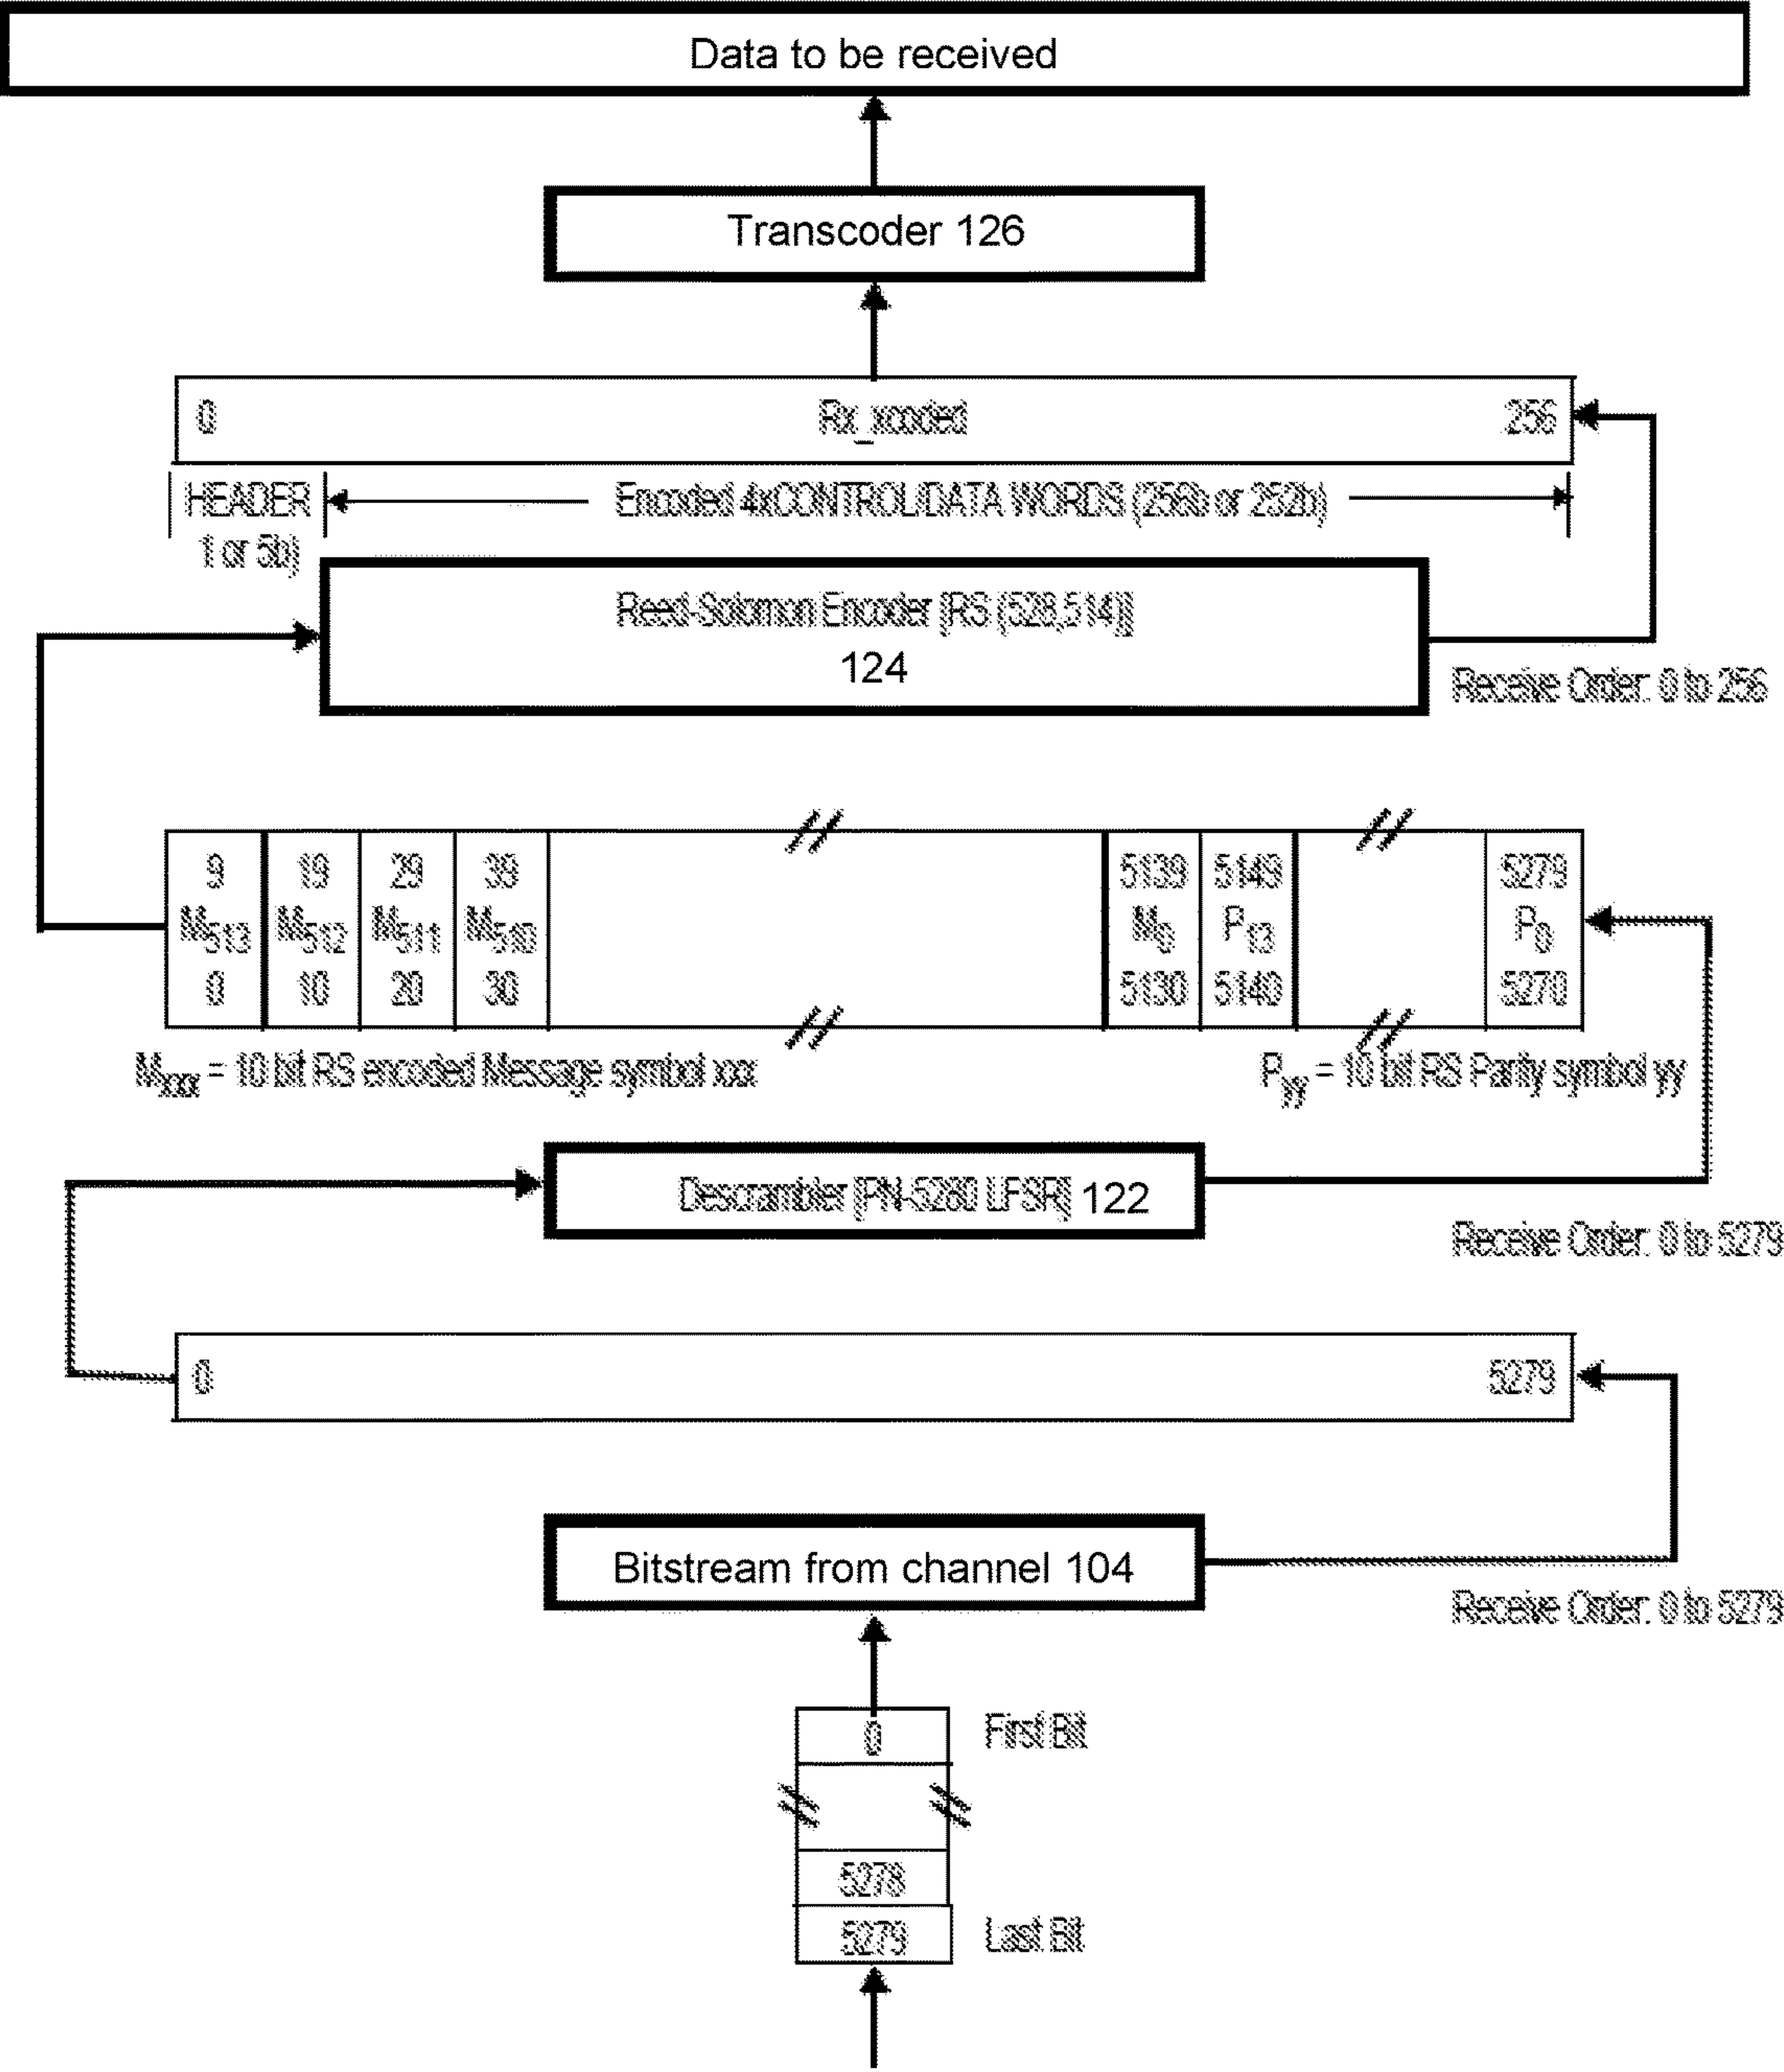 Data to be received
Transcoder 126
0 Rx_xcoded 256
HEADER Encoded 4xCONTROL/DATA WORDS (256b or 252b)
1 or 5b)
Reed-Solomon Encoder [RS (528,514)]
124
Receive Order: 0 to 256
9 19 29 39 5139 5149 5279
M513 M512 M511 M510 M0 P13 P0
0 10 20 30 5130 5140 5270
Mxxx = 10 bit RS encoded Message symbol xxx Pyy = 10 bit RS Parity symbol yy
Descrambler [PN-5280 LFSR] 122
Receive Order: 0 to 5279
0 5279
Bitstream from channel 104
Receive Order: 0 to 5279
0 First Bit
5278
5279 Last Bit